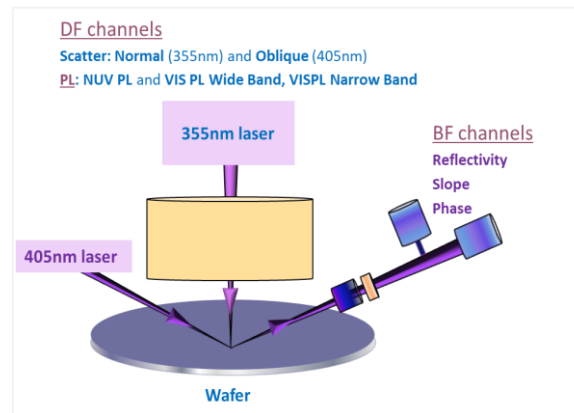 DF channels
Scatter: Normal (355nm) and Oblique (405nm)
PL: NUV PL and VIS PL Wide Band, VISPL Narrow Band
355nm laser
BF channels
Reflectivity
Slope
Phase
405nm laser
Wafer